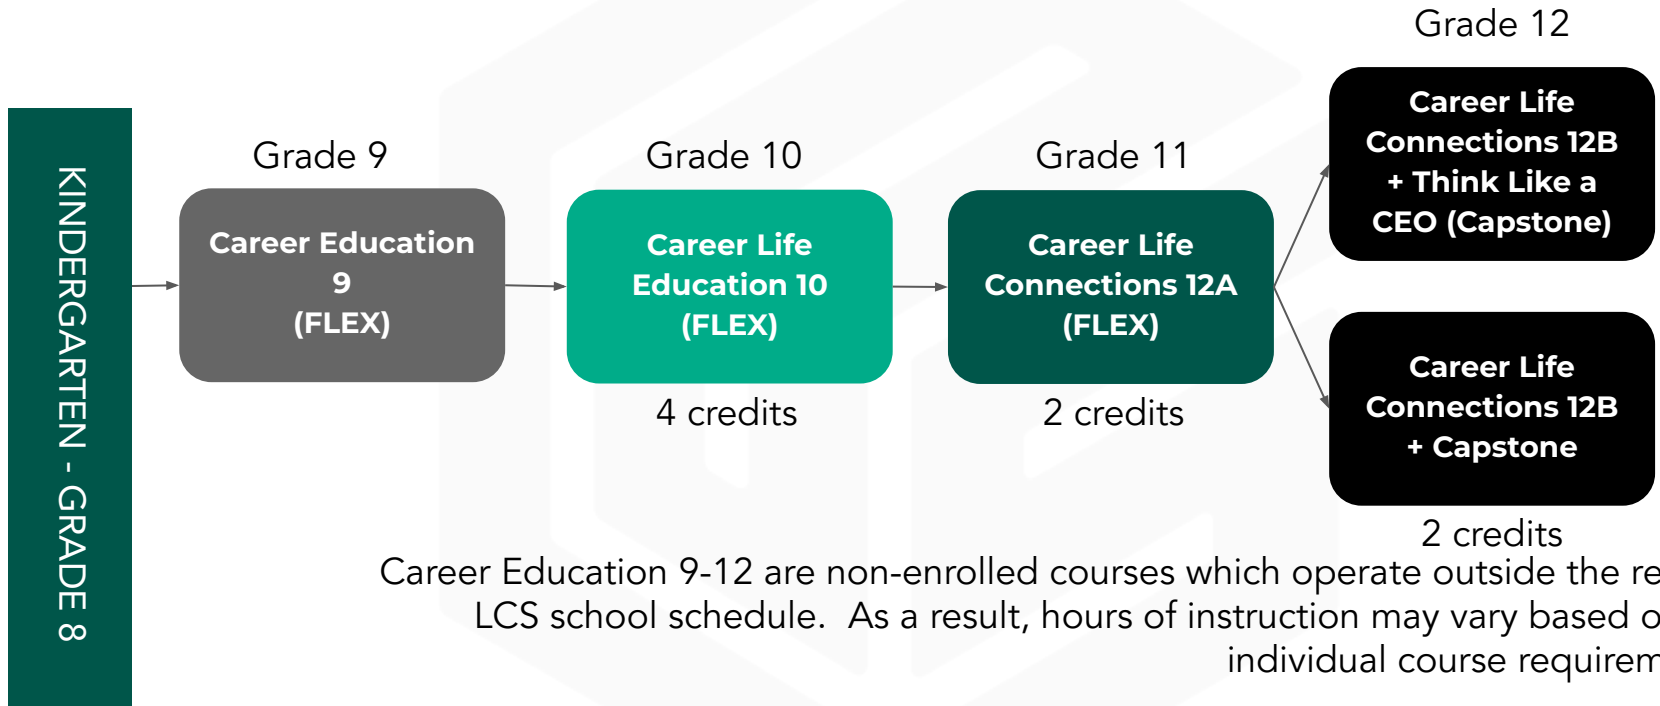 KINDERGARTEN - GRADE 8
Grade 9
Career Education
9
(FLEX)
Grade 10
Career Life
Education 10
(FLEX)
4 credits
Grade 11
Career Life
Connections 12A
(FLEX)
2 credits
Grade 12
Career Life
Connections 12B
+ Think Like a
CEO (Capstone)
Career Life
Connections 12B
+ Capstone
2 credits
Career Education 9-12 are non-enrolled courses which operate outside the
LCS school schedule.  As a result, hours of instruction may vary based
individual course